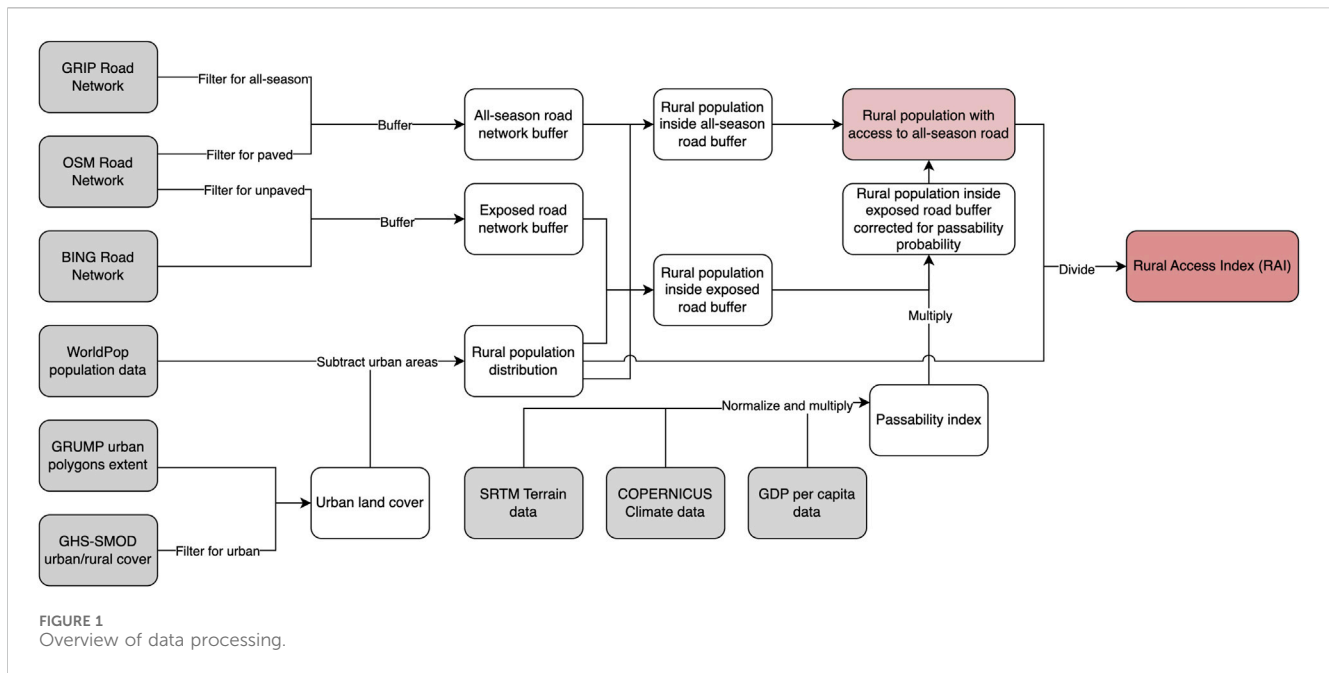 GRIP Road
Network
Filter for all-season
OSM Road
Network
Filter for paved
Filter for unpaved
Buffer
All-season road
network buffer
Rural population
inside all-season
road buffer
Rural population with
access to all-season road
BING Road
Network
Buffer
Exposed road
network buffer
Rural population
inside exposed
road buffer
Rural population inside
exposed road buffer
corrected for passability
probability
Multiply
Divide
Rural Access Index (RAI)
WorldPop
population data
Subtract urban areas
Rural population
distribution
GRUMP urban
polygons extent
GHS-SMOD
urban/rural cover
Filter for urban
Urban land cover
Normalize and multiply
Passability index
SRTM Terrain
data
COPERNICUS
Climate data
GDP per capita
data
FIGURE 1
Overview of data processing.